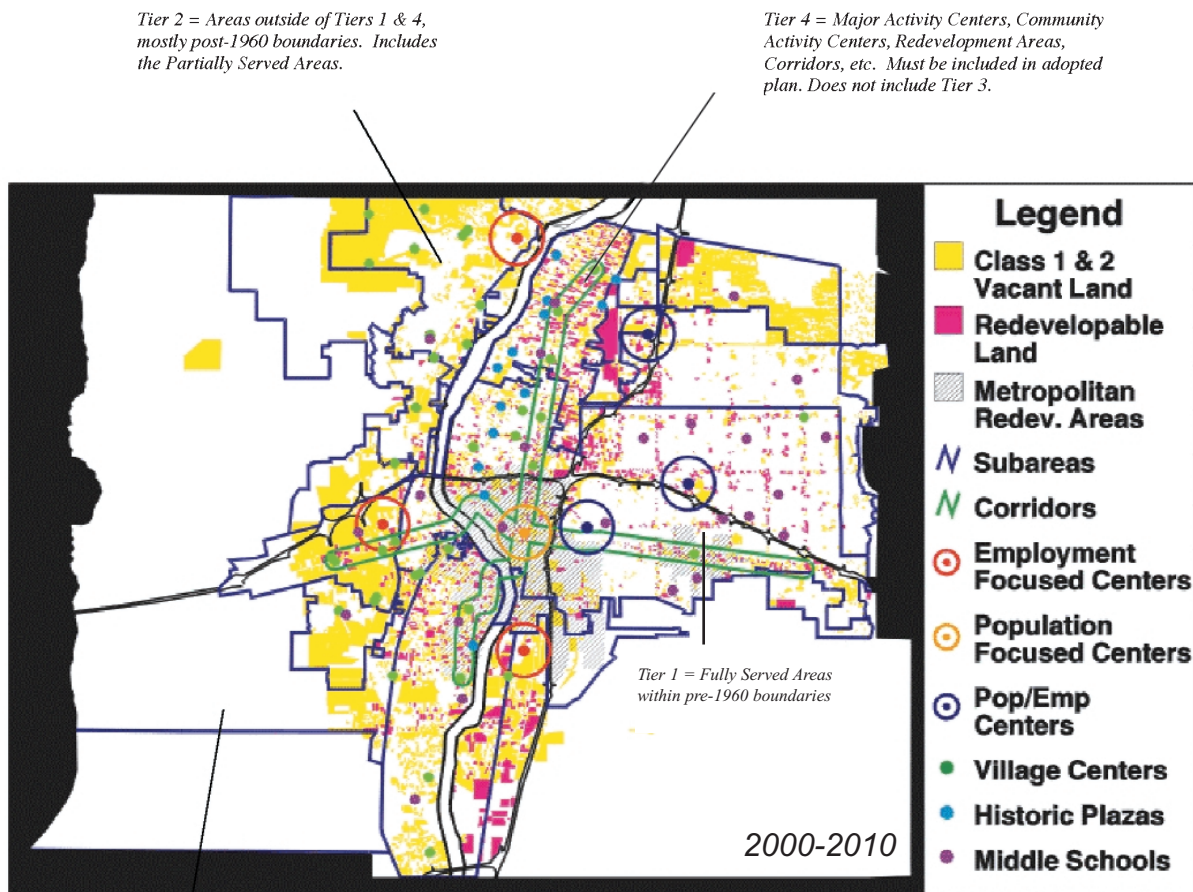 Tier 2 = Areas outside of Tiers 1 & 4,
mostly post-1960 boundaries. Includes
the Partially Served Areas.
Tier 4 = Major Activity Centers, Community
Activity Centers, Redevelopment Areas,
Corridors, etc. Must be included in adopted
plan. Does not include Tier 3.
Legend
Class 1 & 2
Vacant Land
Redevelopable
Land
Metropolitan
Redev. Areas
Subareas
Corridors
Employment
Focused Centers
Population
Focused Centers
Pop/Emp
Centers
Village Centers
Historic Plazas
Middle Schools
Tier 1 = Fully Served Areas
within pre-1960 boundaries
2000-2010